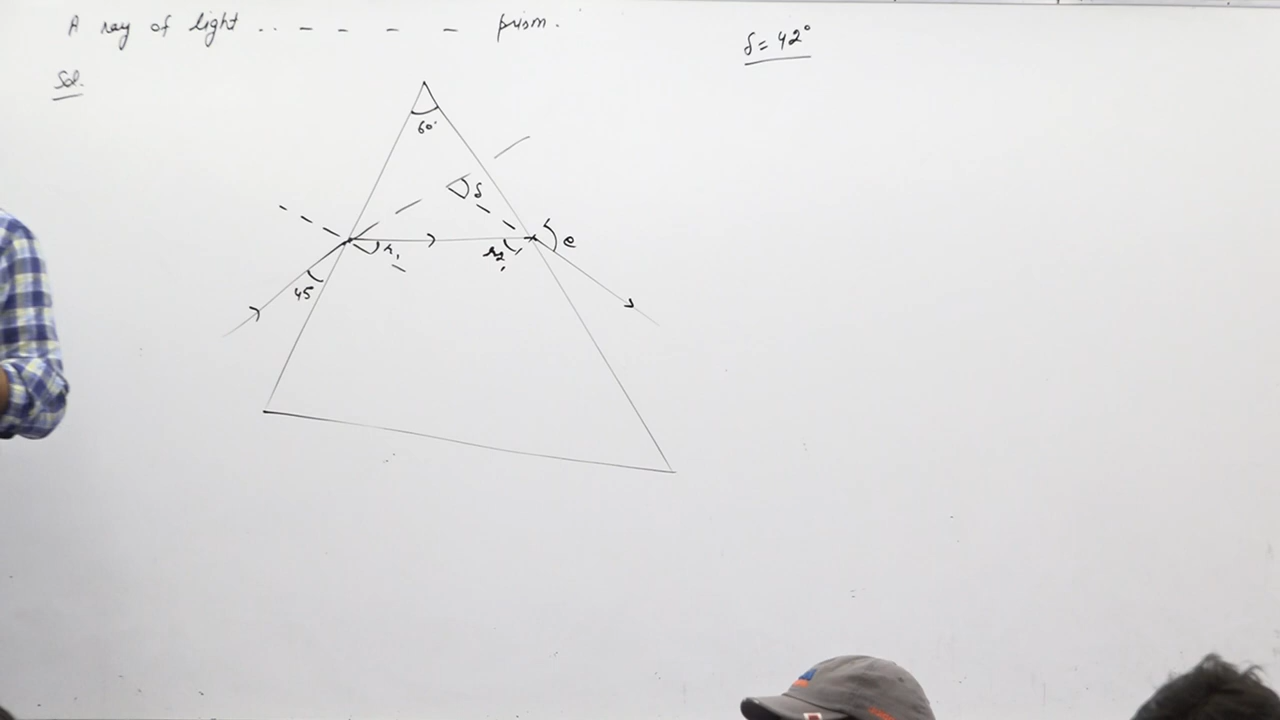 A ray of light .. - - - - prism.
δ = 42°
Sol.
60°
δ
r₁
r₂
e
45